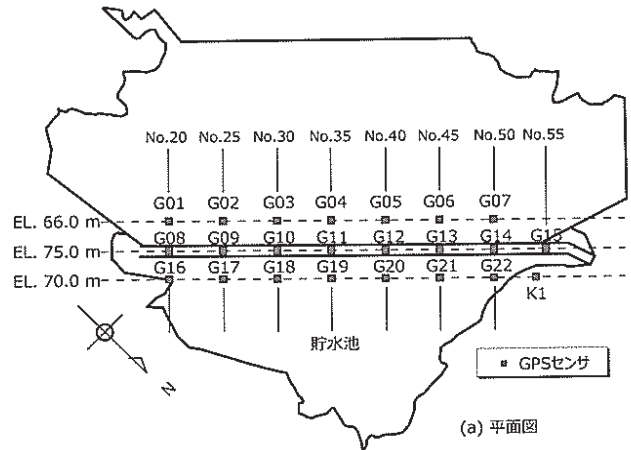 No.20 No.25 No.30 No.35 No.40 No.45 No.50 No.55
G01 G02 G03 G04 G05 G06 G07
EL. 66.0 m
G08 G09 G10 G11 G12 G13 G14 G15
EL. 75.0 m
G16 G17 G18 G19 G20 G21 G22
EL. 70.0 m
K1
貯水池
N
GPSセンサ
(a) 平面図